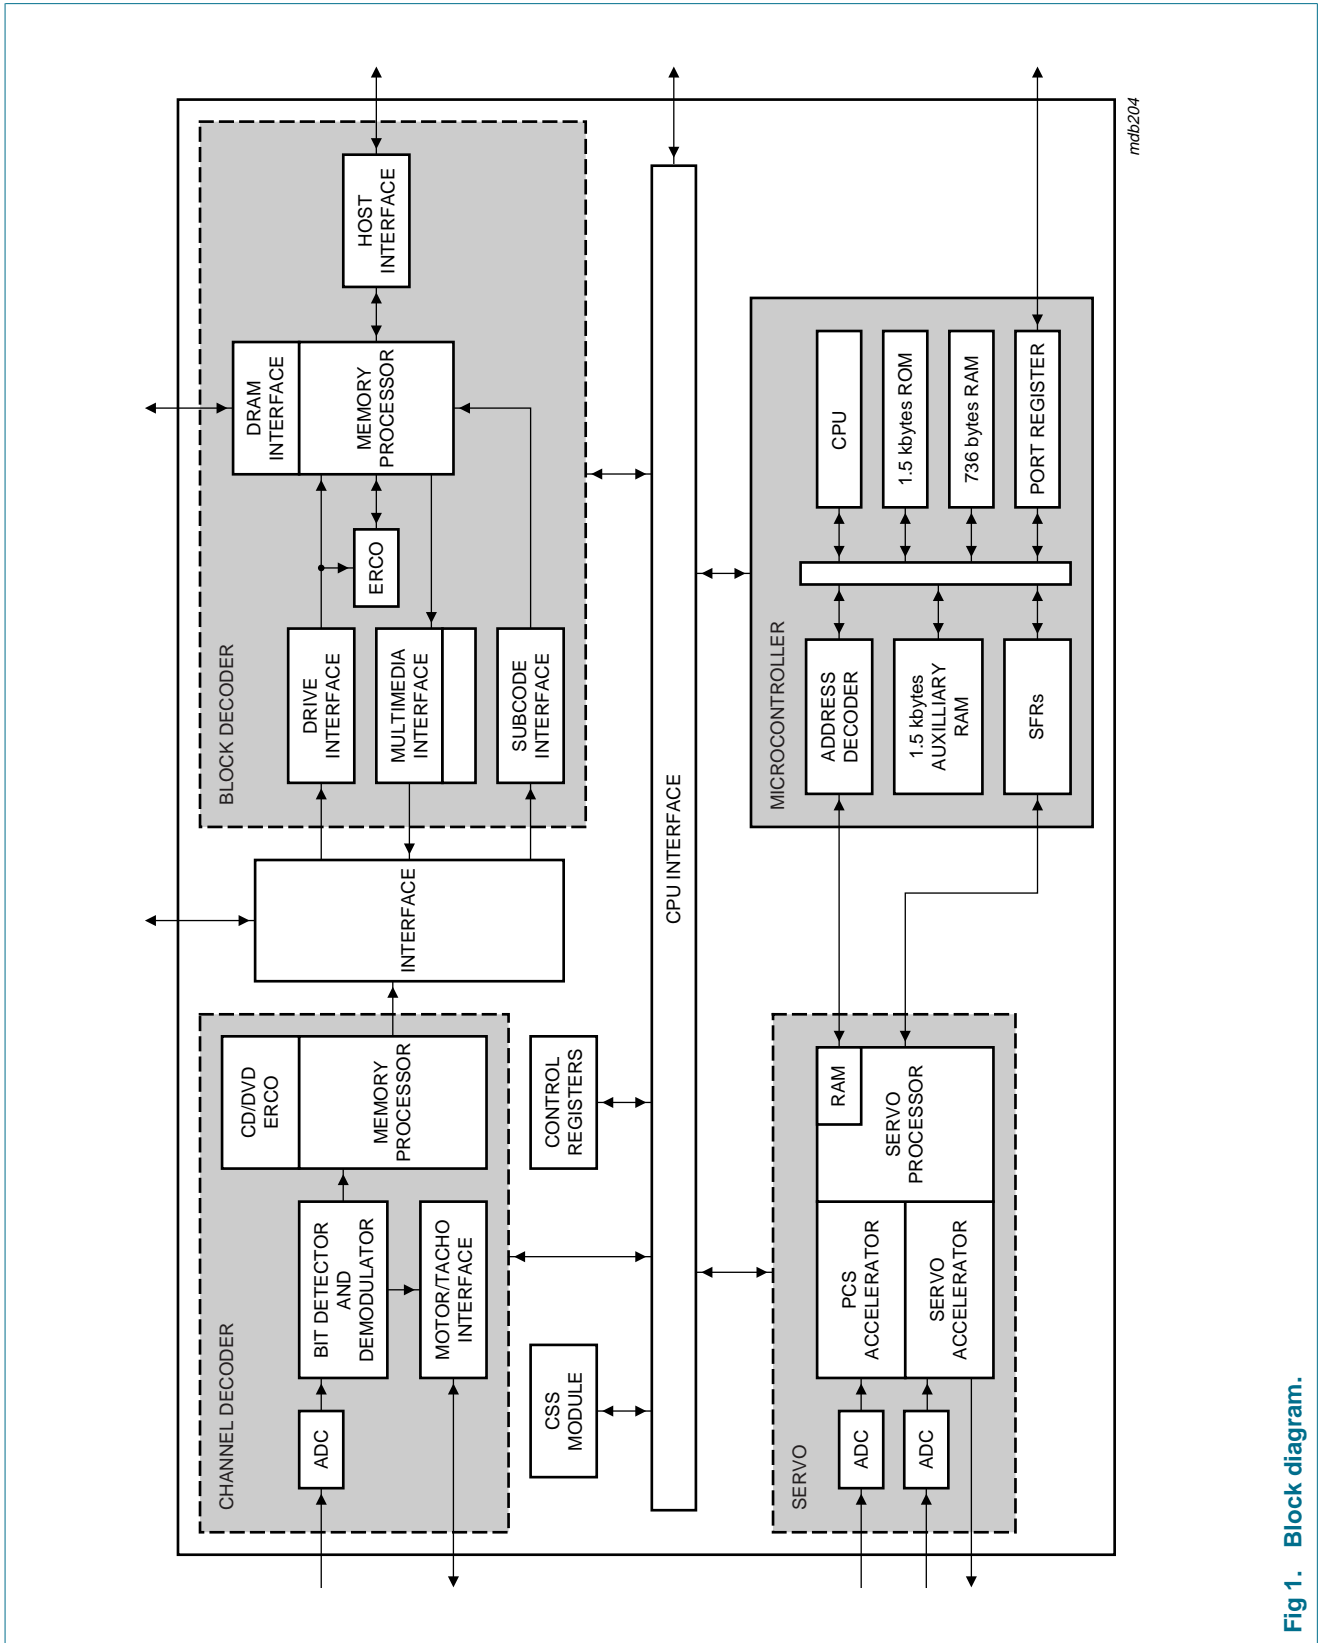 BLOCK DECODER
DRAM
INTERFACE
MEMORY
PROCESSOR
HOST
INTERFACE
ERCO
DRIVE
INTERFACE
MULTIMEDIA
INTERFACE
SUBCODE
INTERFACE
INTERFACE
CHANNEL DECODER
CD/DVD
ERCO
MEMORY
PROCESSOR
BIT DETECTOR
AND
DEMODULATOR
MOTOR/TACHO
INTERFACE
ADC
CONTROL
REGISTERS
CSS
MODULE
CPU INTERFACE
MICROCONTROLLER
CPU
1.5 kbytes ROM
736 bytes RAM
PORT REGISTER
ADDRESS
DECODER
1.5 kbytes
AUXILLIARY
RAM
SFRs
SERVO
RAM
SERVO
PROCESSOR
PCS
ACCELERATOR
SERVO
ACCELERATOR
ADC
ADC
mdb204
Fig 1. Block diagram.